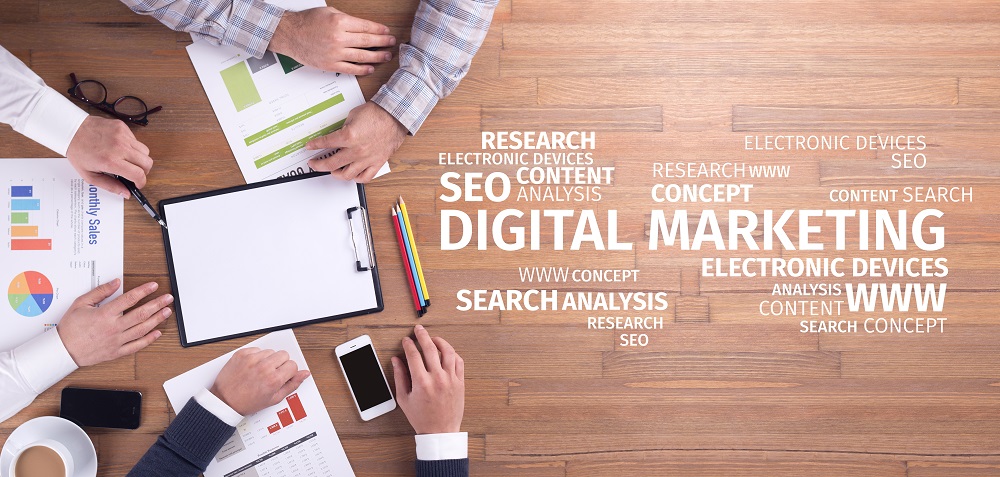 Monthly Sales
RESEARCH
ELECTRONIC DEVICES
SEO CONTENT
ANALYSIS
RESEARCH WWW
CONCEPT
ELECTRONIC DEVICES
SEO
CONTENT SEARCH
DIGITAL MARKETING
WWW CONCEPT
SEARCH ANALYSIS
RESEARCH
SEO
ELECTRONIC DEVICES
ANALYSIS
CONTENT WWW
SEARCH CONCEPT